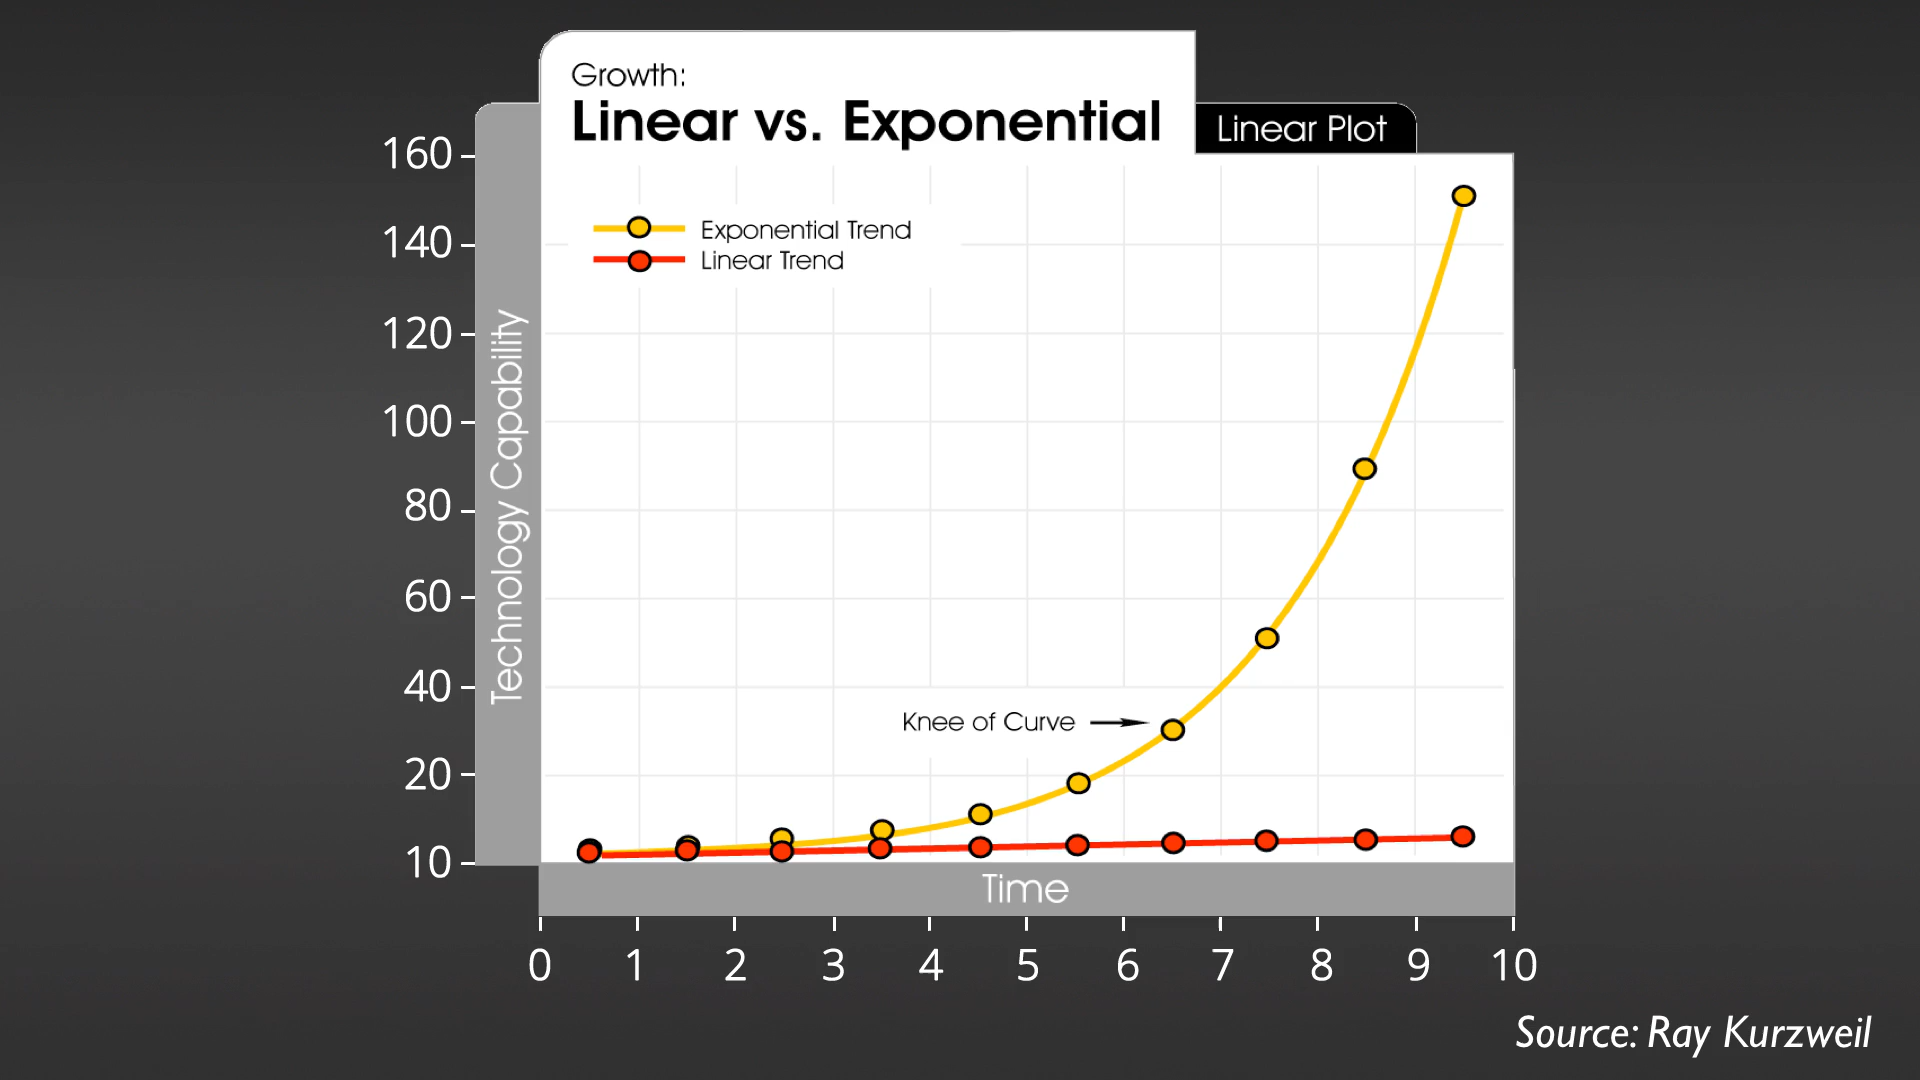 Growth:
Linear vs. Exponential
Linear Plot
Exponential Trend
Linear Trend
Knee of Curve
Technology Capability
160
140
120
100
80
60
40
20
10
Time
0 1 2 3 4 5 6 7 8 9 10
Source: Ray Kurzweil